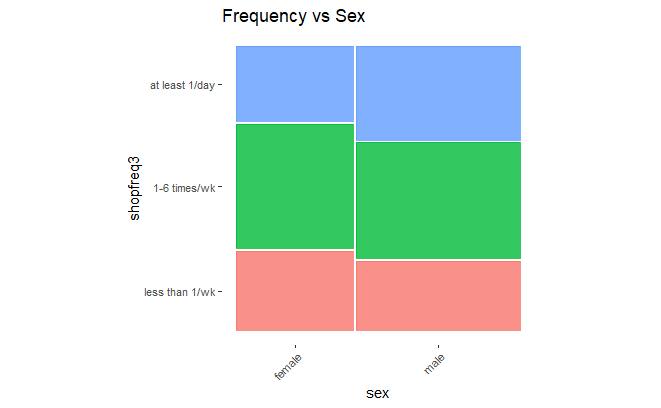 Frequency vs Sex
at least 1/day
1-6 times/wk
less than 1/wk
shopfreq3
female
male
sex